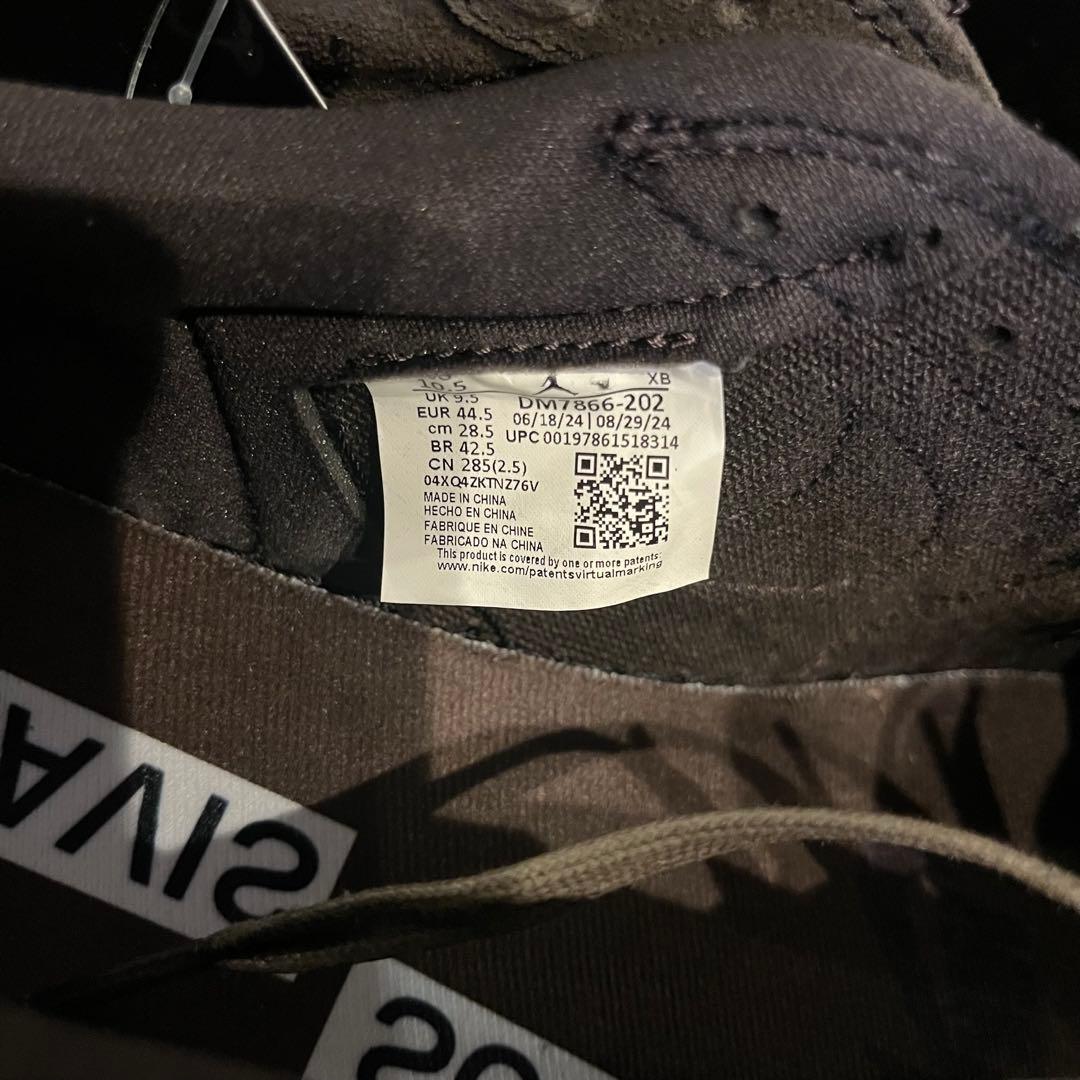 10.5
XB
UK 9.5
DM7866-202
EUR 44.5
06/18/24 | 08/29/24
cm 28.5
UPC 00197861518314
BR 42.5
CN 285(2.5)
04XQ4ZKTNZ76V
MADE IN CHINA
HECHO EN CHINA
FABRIQUE EN CHINE
FABRICADO NA CHINA
This product is covered by one or more patents:
www.nike.com/patentsvirtualmarking
AVIS